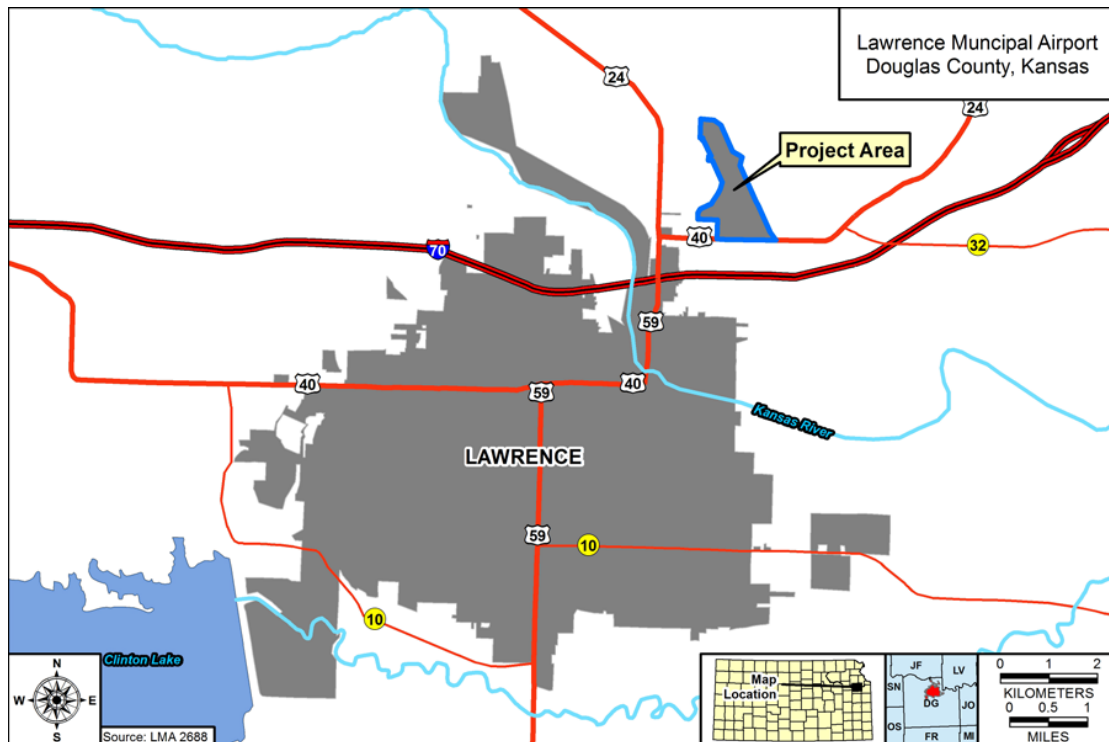 Lawrence Muncipal Airport
Douglas County, Kansas
24
24
Project Area
40
32
70
59
40
59
40
Kansas River
LAWRENCE
59
10
10
Clinton Lake
N
W
E
S
Source: LMA 2688
Map
Location
JF
LV
SN
DG
JO
OS
FR
MI
0 1 2
KILOMETERS
0 0.5 1
MILES